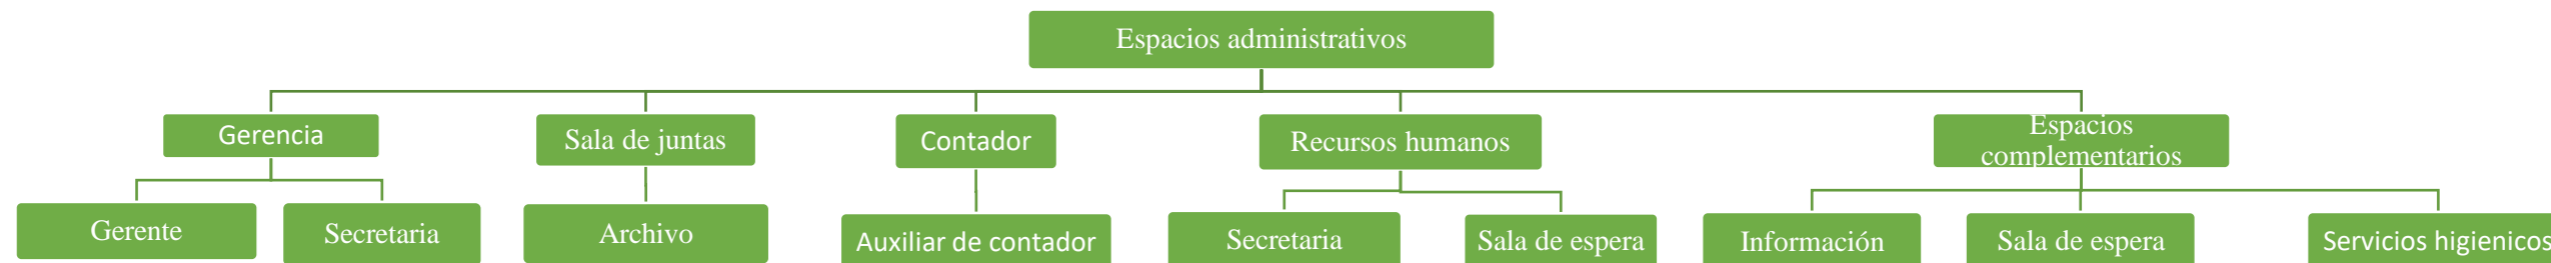 Espacios administrativos
Gerencia
Sala de juntas
Contador
Recursos humanos
Espacios
complementarios
Gerente
Secretaria
Archivo
Auxiliar de contador
Secretaria
Sala de espera
Información
Sala de espera
Servicios higienicos